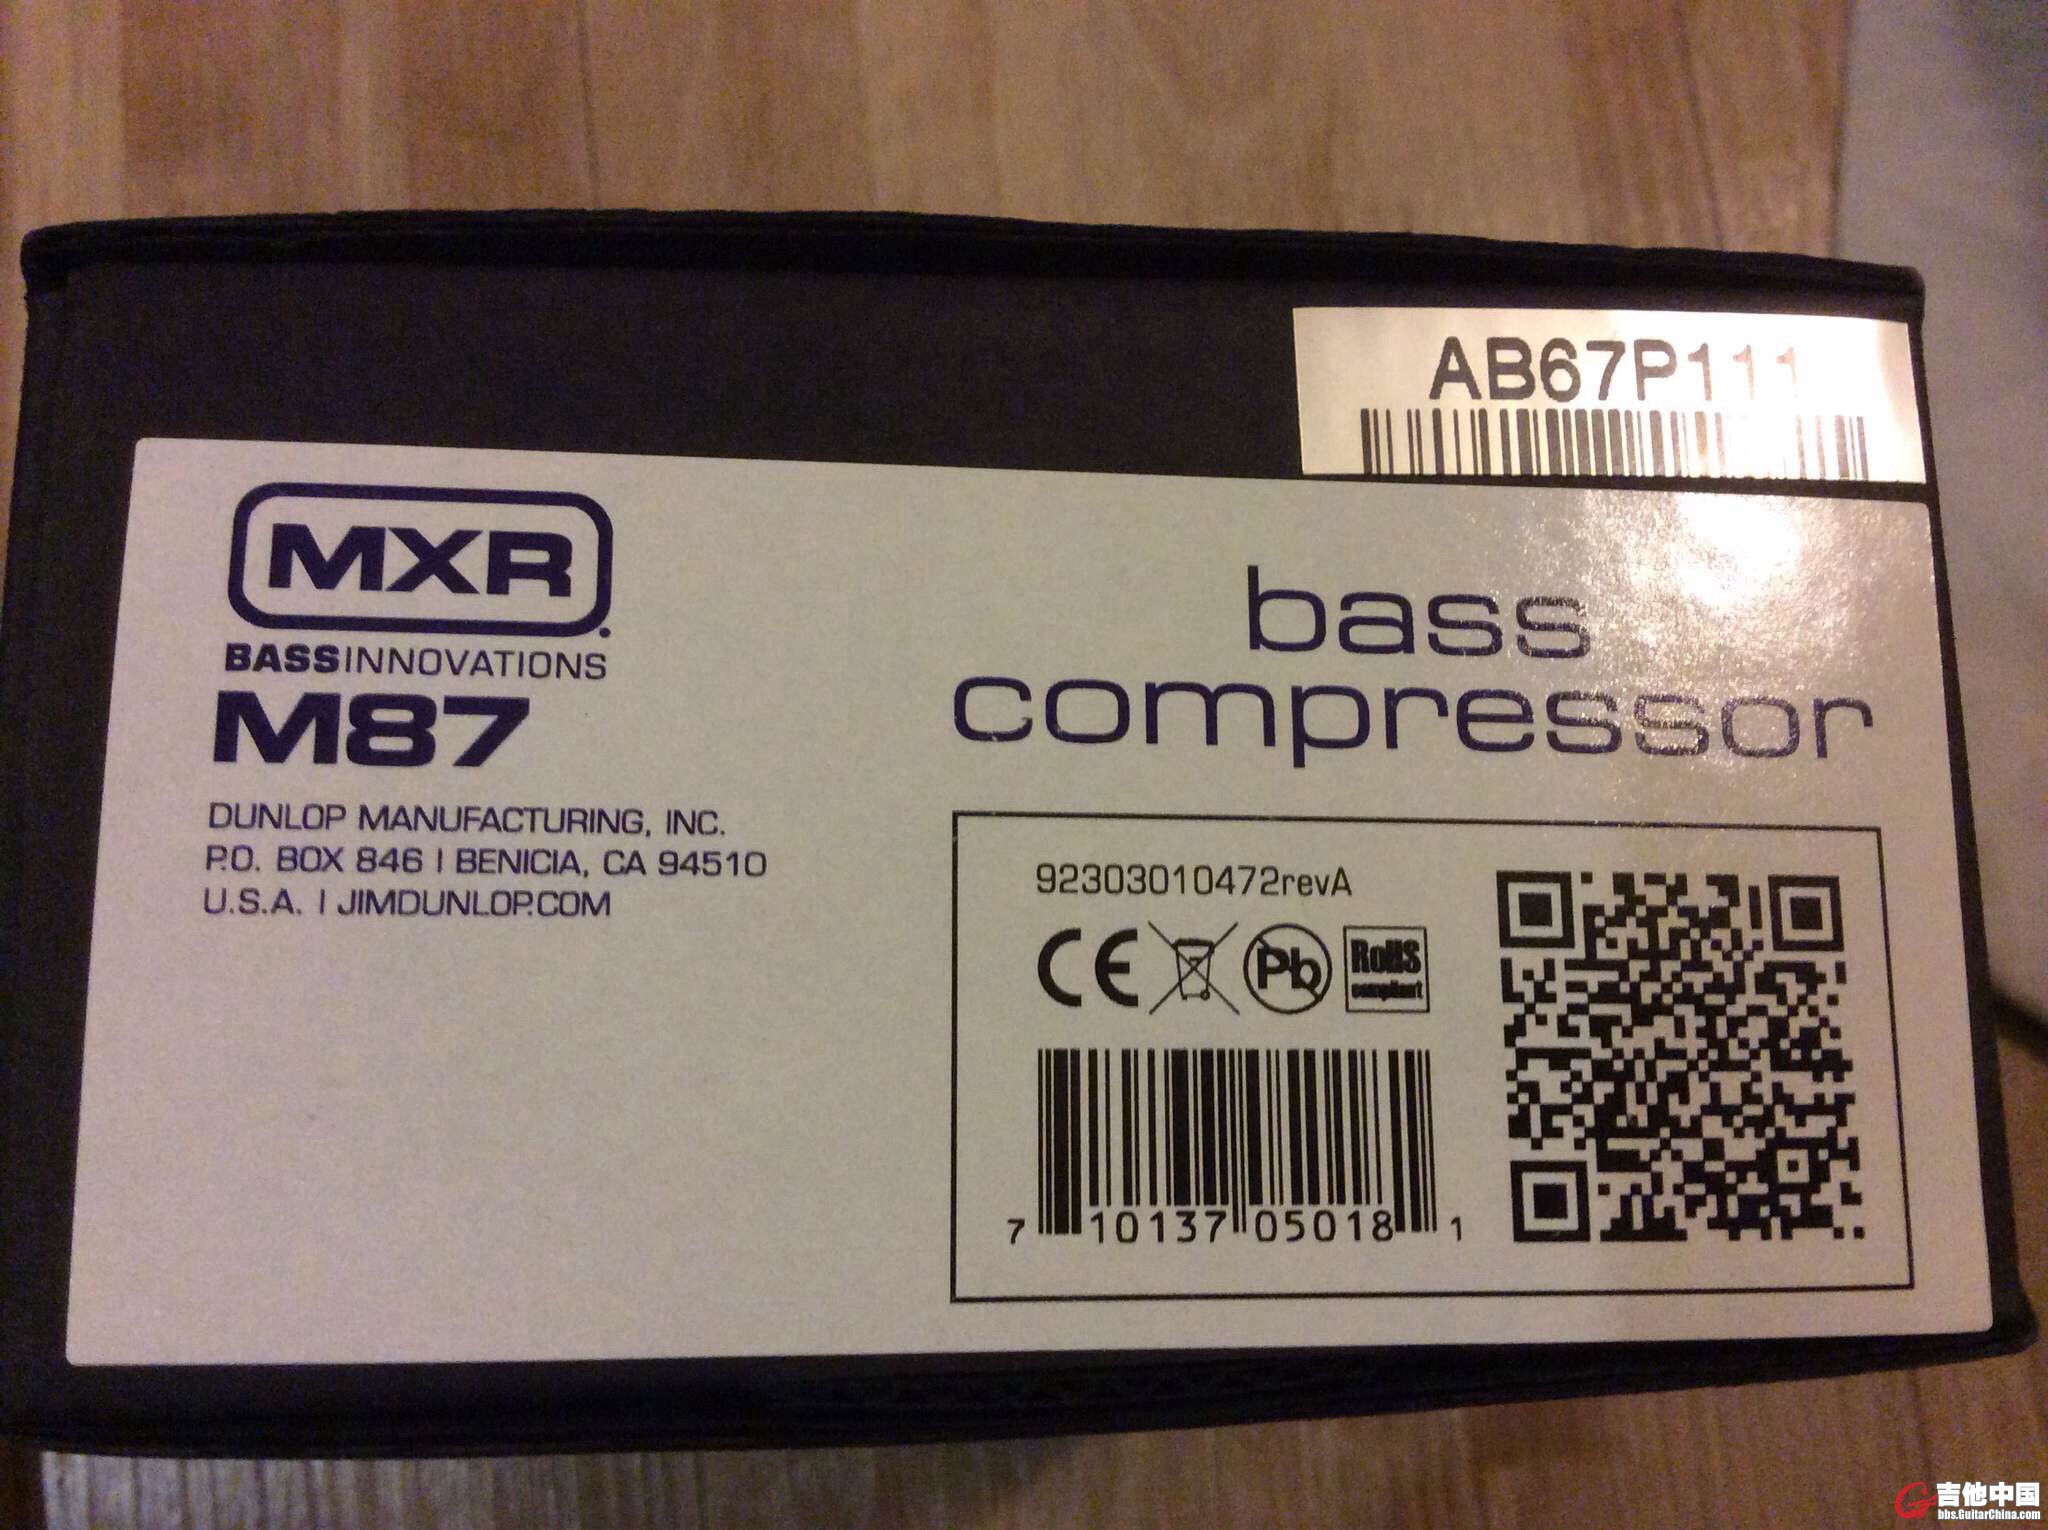 AB67P111
MXR
BASSINNOVATIONS
M87
bass
compressor
DUNLOP MANUFACTURING, INC.
P.O. BOX 846 | BENICIA, CA 94510
U.S.A. | JIMDUNLOP.COM
92303010472revA
CE
Pb
RoHS
compliant
7 10137 05018 1
吉他中国
bbs.GuitarChina.com